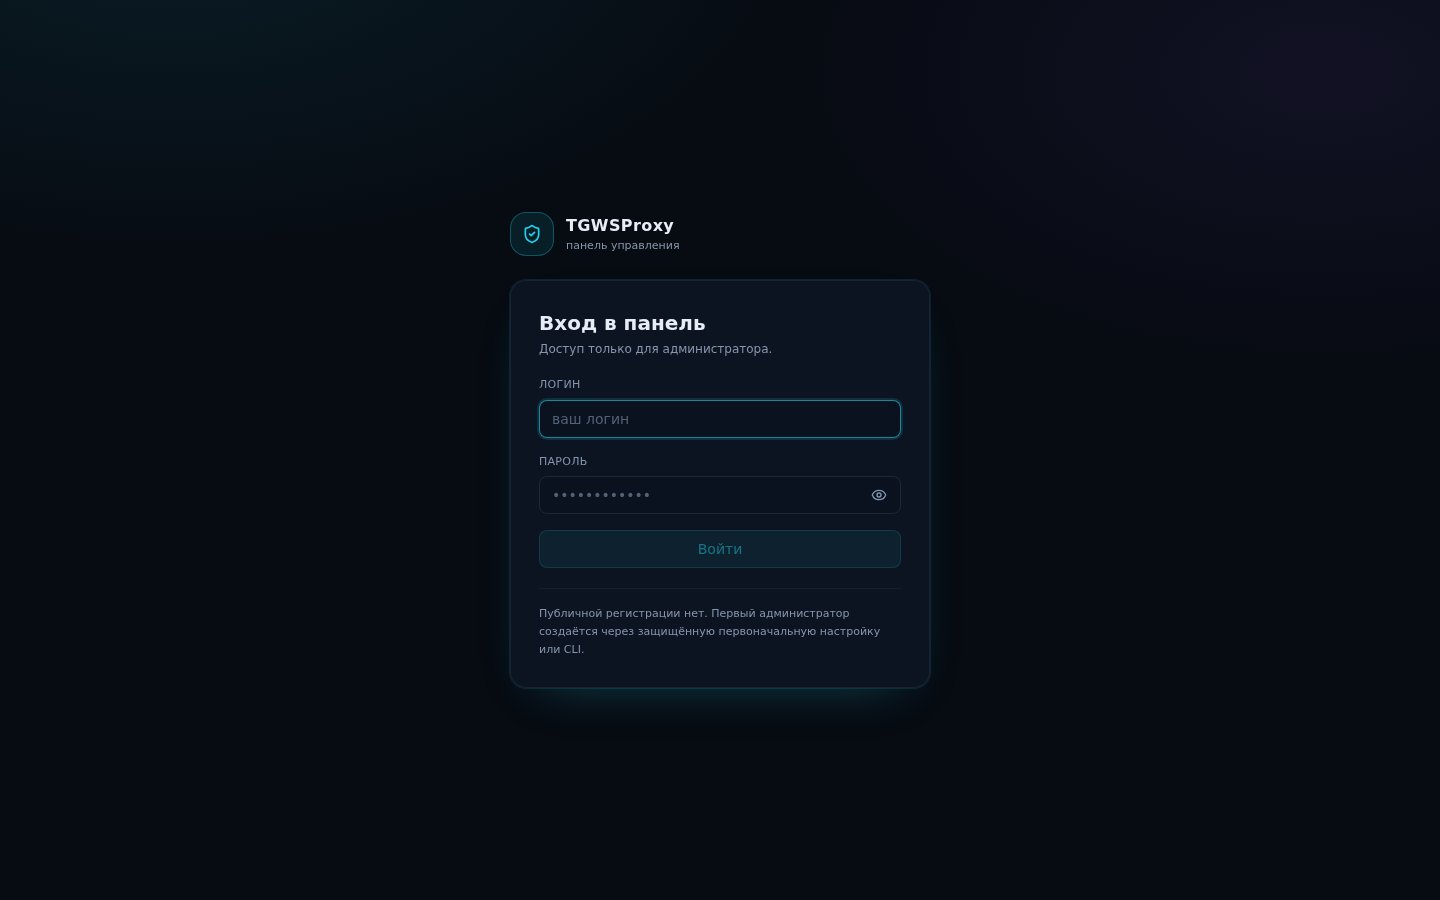 TGWSProxy
панель управления
Вход в панель
Доступ только для администратора.
ЛОГИН
ваш логин
ПАРОЛЬ
••••••••••••
Войти
Публичной регистрации нет. Первый администратор
создаётся через защищённую первоначальную настройку
или CLI.